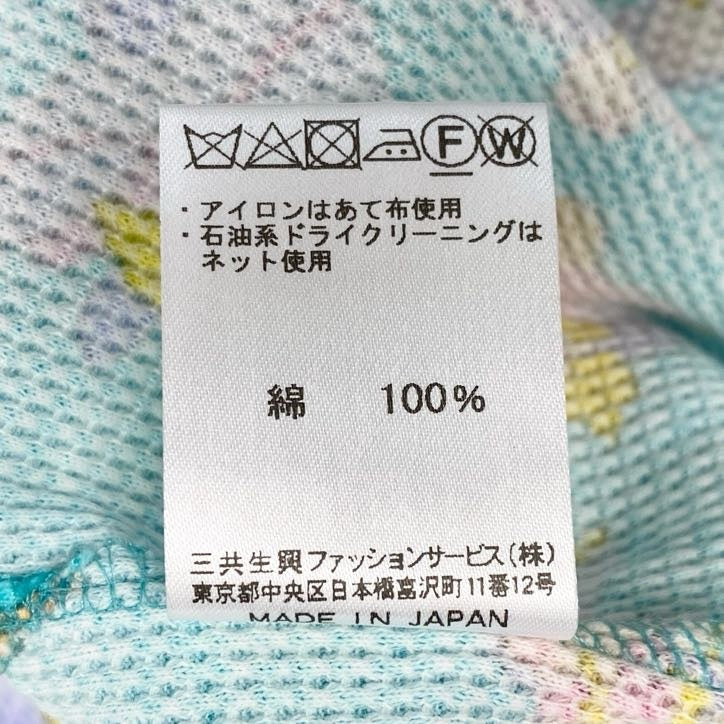 F W
・アイロンはあて布使用
・石油系ドライクリーニングは
ネット使用
綿 100%
三共生興ファッションサービス(株)
東京都中央区日本橋富沢町11番12号
MADE IN JAPAN